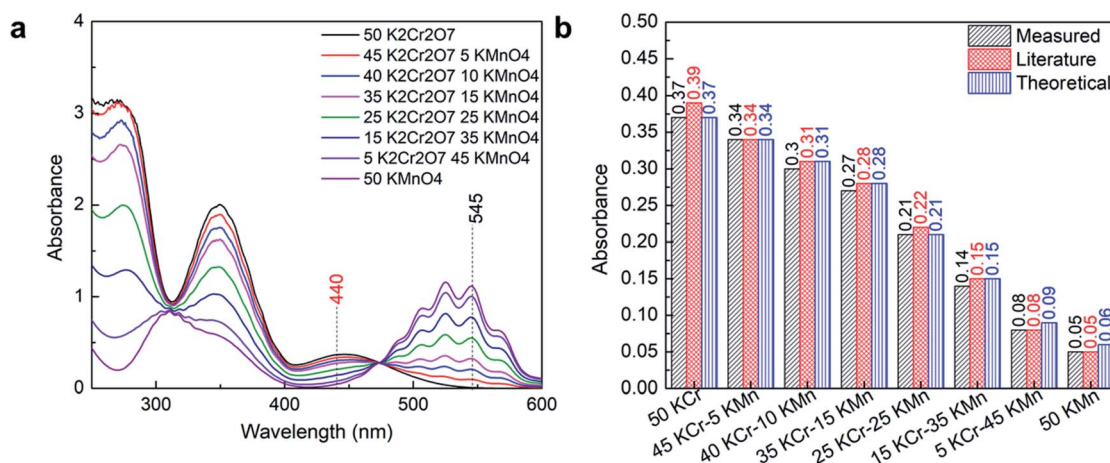 a
4
3
2
1
0
Absorbance
300
400
500
600
Wavelength (nm)
50 K2Cr2O7
45 K2Cr2O7 5 KMnO4
40 K2Cr2O7 10 KMnO4
35 K2Cr2O7 15 KMnO4
25 K2Cr2O7 25 KMnO4
15 K2Cr2O7 35 KMnO4
5 K2Cr2O7 45 KMnO4
50 KMnO4
440
545
b
0.50
0.45
0.40
0.35
0.30
0.25
0.20
0.15
0.10
0.05
0.00
Absorbance
Measured
Literature
Theoretical
0.37
0.39
0.37
0.34
0.34
0.34
0.3
0.31
0.31
0.27
0.28
0.28
0.21
0.22
0.21
0.14
0.15
0.15
0.08
0.08
0.09
0.05
0.05
0.06
50 KCr
45 KCr-5 KMn
40 KCr-10 KMn
35 KCr-15 KMn
25 KCr-25 KMn
15 KCr-35 KMn
5 KCr-45 KMn
50 KMn